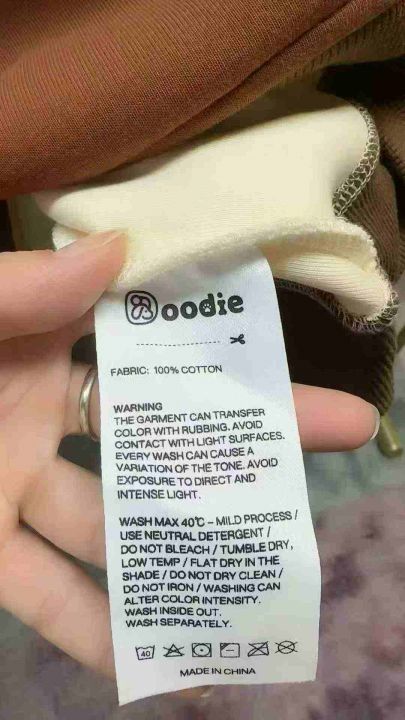 oodie
FABRIC: 100% COTTON
WARNING
THE GARMENT CAN TRANSFER
COLOR WITH RUBBING. AVOID
CONTACT WITH LIGHT SURFACES.
EVERY WASH CAN CAUSE A
VARIATION OF THE TONE. AVOID
EXPOSURE TO DIRECT AND
INTENSE LIGHT.
WASH MAX 40℃ – MILD PROCESS /
USE NEUTRAL DETERGENT /
DO NOT BLEACH / TUMBLE DRY,
LOW TEMP / FLAT DRY IN THE
SHADE / DO NOT DRY CLEAN /
DO NOT IRON / WASHING CAN
ALTER COLOR INTENSITY.
WASH INSIDE OUT.
WASH SEPARATELY.
40
MADE IN CHINA